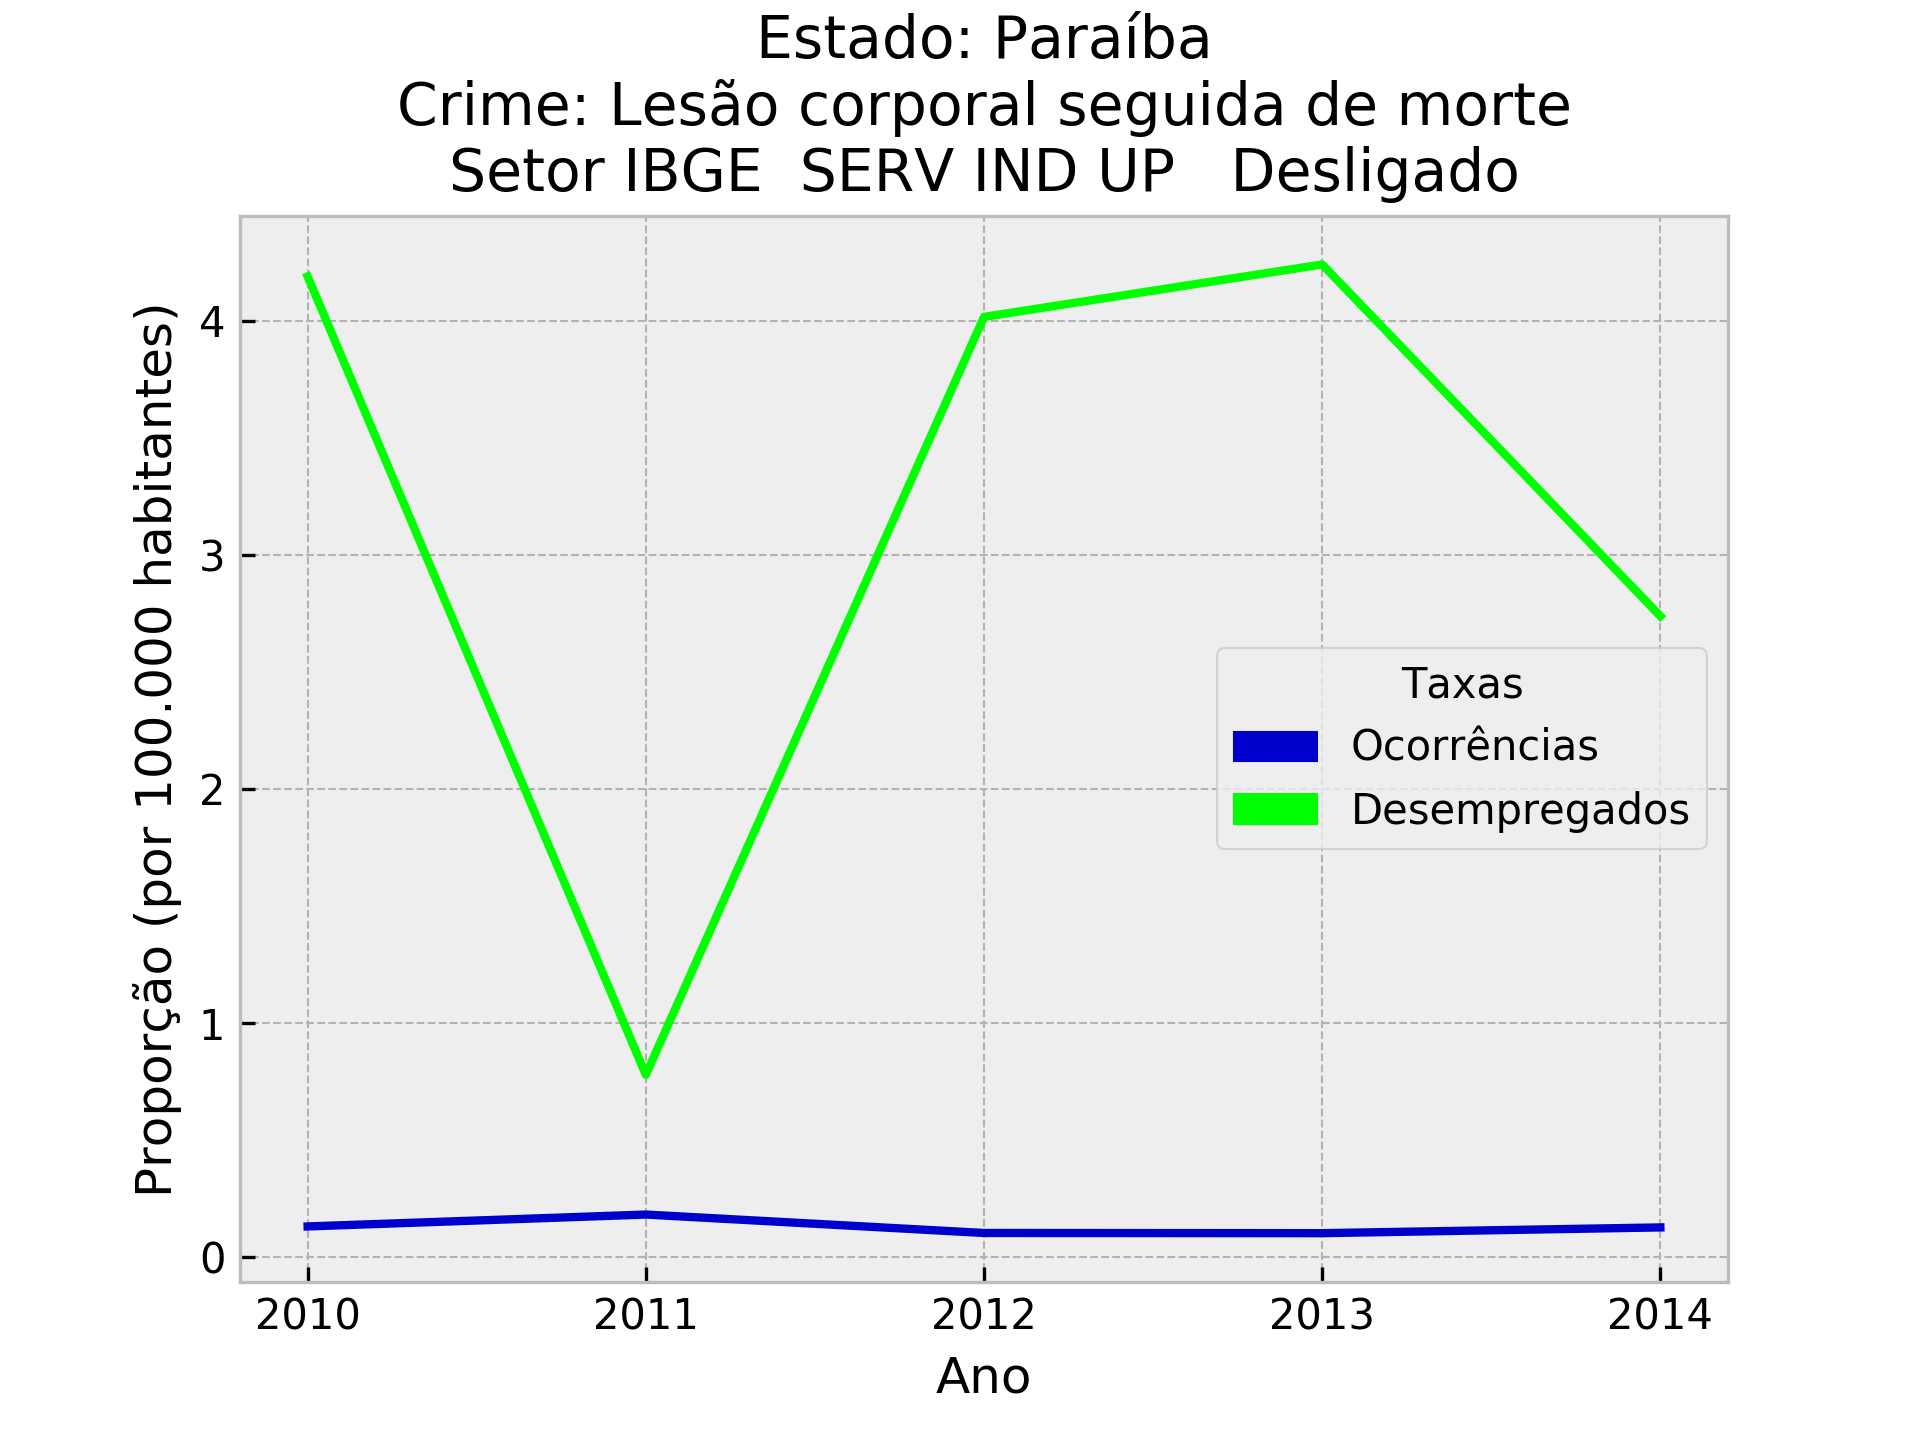 Estado: Paraíba
Crime: Lesão corporal seguida de morte
Setor IBGE  SERV IND UP   Desligado
Proporção (por 100.000 habitantes)
4
3
2
1
0
Taxas
Ocorrências
Desempregados
2010 2011 2012 2013 2014
Ano